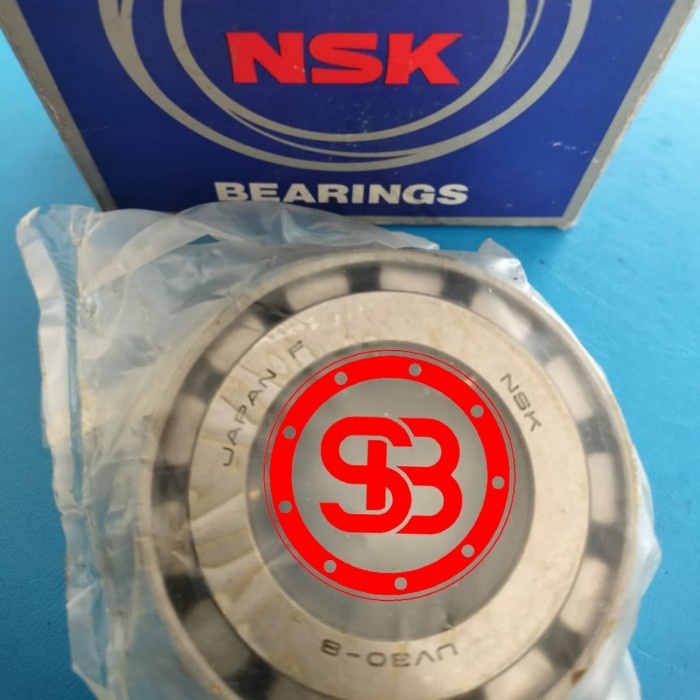 NSK
BEARINGS
JAPAN F
NSK
SB
UV30-8